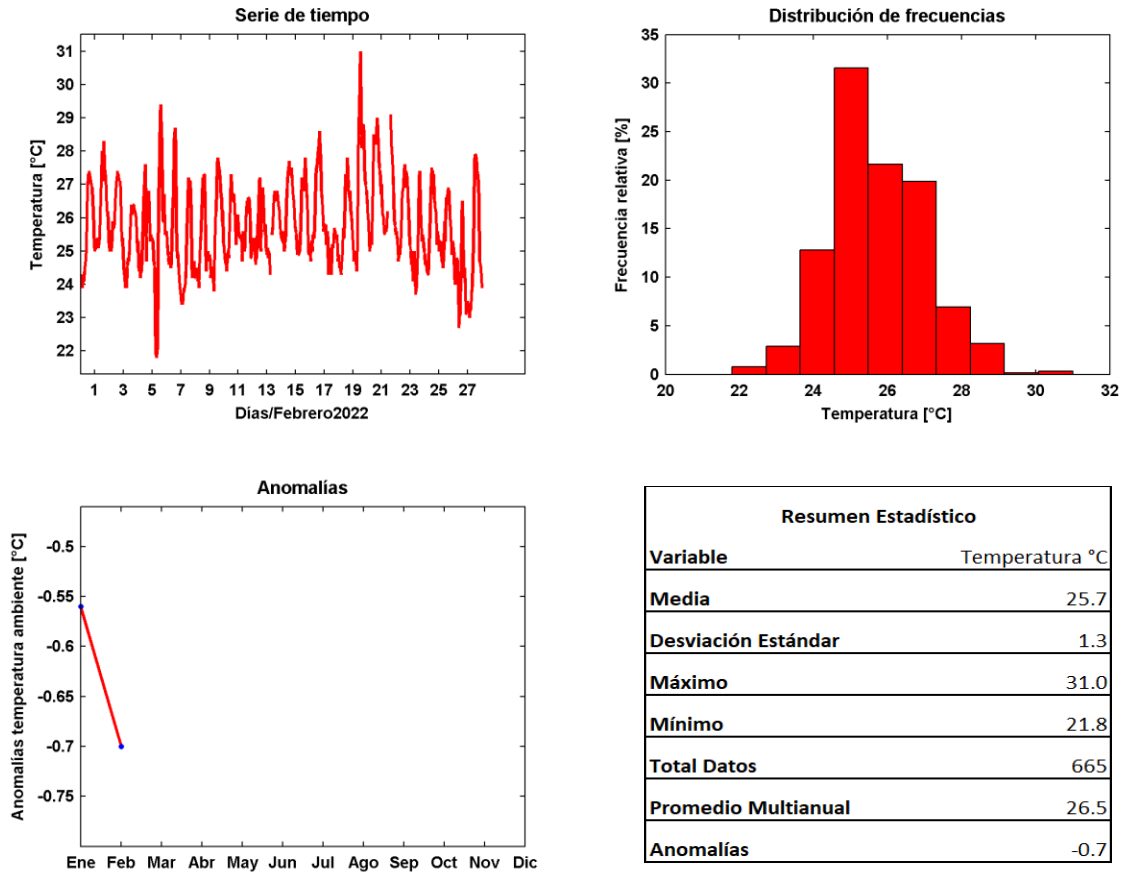 Serie de tiempo
Temperatura [°C]
31
30
29
28
27
26
25
24
23
22
1 3 5 7 9 11 13 15 17 19 21 23 25 27
Días/Febrero2022
Distribución de frecuencias
Frecuencia relativa [%]
35
30
25
20
15
10
5
0
20 22 24 26 28 30 32
Temperatura [°C]
Anomalías
Anomalías temperatura ambiente [°C]
-0.5
-0.55
-0.6
-0.65
-0.7
-0.75
Ene Feb Mar Abr May Jun Jul Ago Sep Oct Nov Dic
Resumen Estadístico
Variable Temperatura °C
Media 25.7
Desviación Estándar 1.3
Máximo 31.0
Mínimo 21.8
Total Datos 665
Promedio Multianual 26.5
Anomalías -0.7